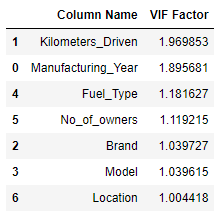 Column Name VIF Factor
1 Kilometers_Driven 1.969853
0 Manufacturing_Year 1.895681
4 Fuel_Type 1.181627
5 No_of_owners 1.119215
2 Brand 1.039727
3 Model 1.039615
6 Location 1.004418